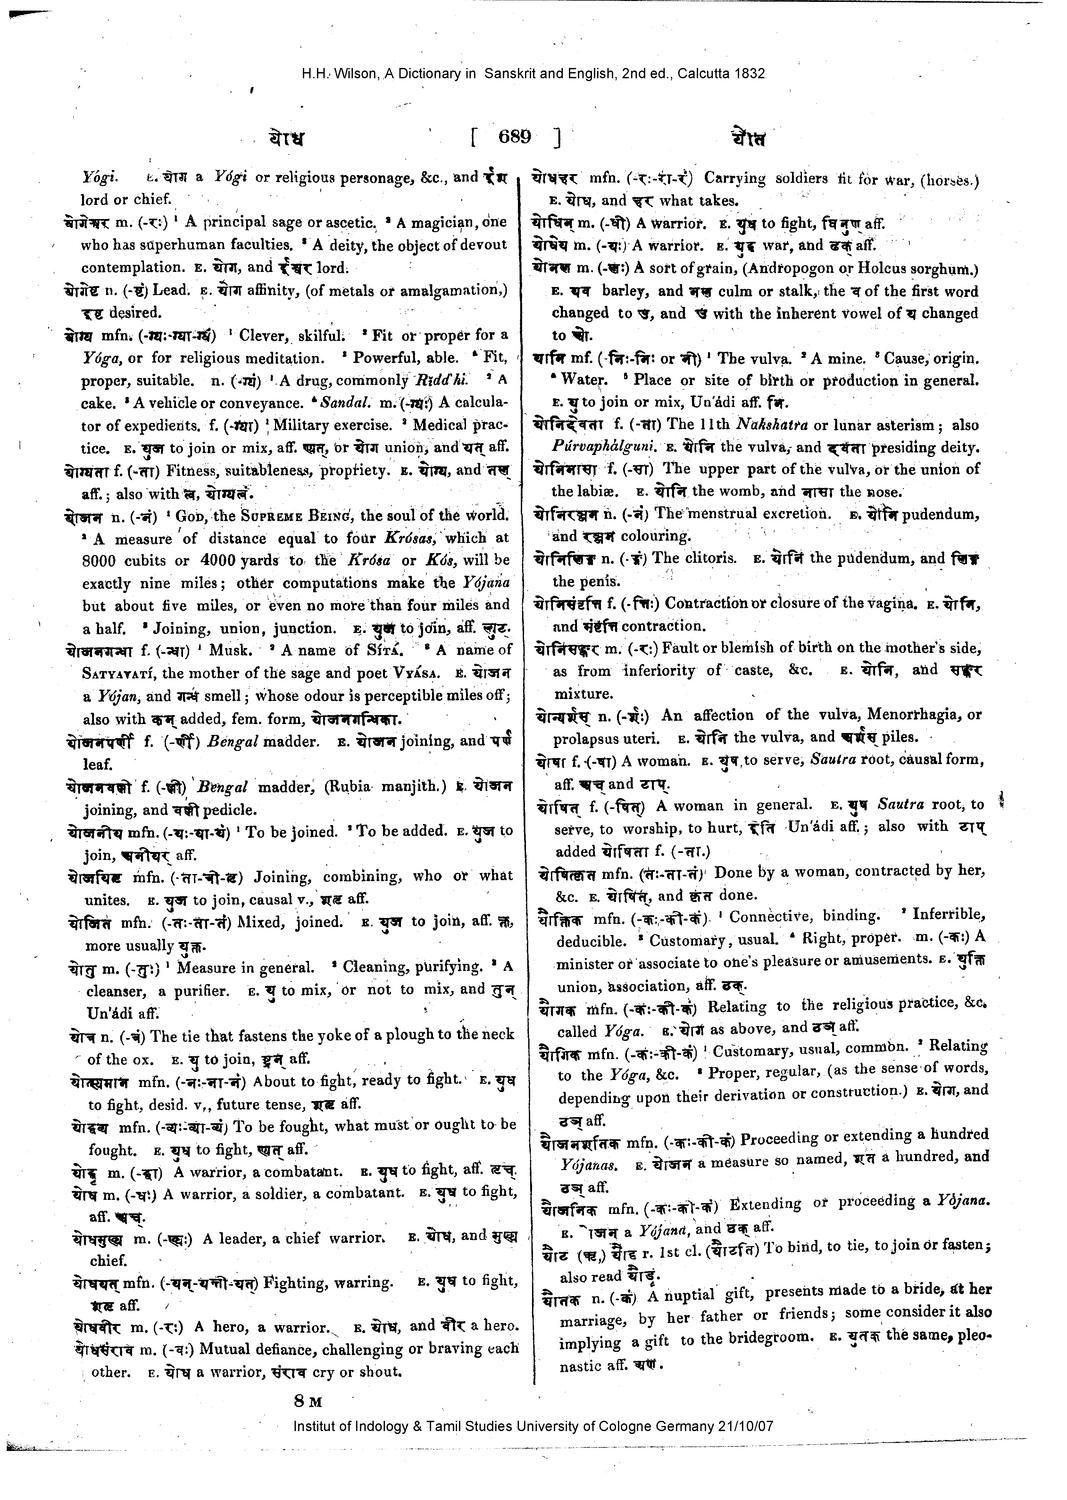 H.H. Wilson, A Dictionary in Sanskrit and English, 2nd ed., Calcutta 1832
योध [ 689 ] यौत
Yógi. E. योग a Yógi or religious personage, &c., and ईश
lord or chief.
योगेश्वर m. (-रः) ¹ A principal sage or ascetic. ² A magician, one
who has superhuman faculties. ³ A deity, the object of devout
contemplation. E. योग, and ईश्वर lord.
योगेष्ट n. (-ष्टं) Lead. E. योग affinity, (of metals or amalgamation,)
इष्ट desired.
योग्य mfn. (-ग्यः-ग्या-ग्यं) ¹ Clever, skilful. ² Fit or proper for a
Yóga, or for religious meditation. ³ Powerful, able. ⁴ Fit,
proper, suitable. n. (-ग्यं) ¹ A drug, commonly Riddhi. ² A
cake. ³ A vehicle or conveyance. ⁴ Sandal. m. (-ग्यः) A calcula-
tor of expedients. f. (-ग्या) ¹ Military exercise. ² Medical prac-
tice. E. युज to join or mix, aff. ण्यत्, or योग union, and यत् aff.
योग्यता f. (-ता) Fitness, suitableness, propriety. E. योग्य, and तल्
aff.; also with त्व, योग्यत्वं.
योजन n. (-नं) ¹ GOD, the SUPREME BEING, the soul of the world.
² A measure of distance equal to four Krósas, which at
8000 cubits or 4000 yards to the Krósa or Kós, will be
exactly nine miles; other computations make the Yójana
but about five miles, or even no more than four miles and
a half. ³ Joining, union, junction. E. युज to join, aff. ल्युट्.
योजनगन्धा f. (-न्धा) ¹ Musk. ² A name of SÍTÁ. ³ A name of
SATYAVATÍ, the mother of the sage and poet VYÁSA. E. योजन
a Yójan, and गन्ध smell; whose odour is perceptible miles off;
also with कन् added, fem. form, योजनगन्धिका.
योजनपर्णी f. (-र्णी) Bengal madder. E. योजन joining, and पर्ण
leaf.
योजनवल्ली f. (-ल्ली) Bengal madder, (Rubia manjith.) E. योजन
joining, and वल्ली pedicle.
योजनीय mfn. (-यः-या-यं) ¹ To be joined. ² To be added. E. युज to
join, अनीयर् aff.
योजयितृ mfn. (-ता-त्री-तृ) Joining, combining, who or what
unites. E. युज to join, causal v., तृच् aff.
योजित mfn. (-तः-ता-तं) Mixed, joined. E. युज to join, aff. क्त,
more usually युक्त.
योतु m. (-तुः) ¹ Measure in general. ² Cleaning, purifying. ³ A
cleanser, a purifier. E. यु to mix, or not to mix, and तुन्
Un'ádi aff.
योत्र n. (-त्रं) The tie that fastens the yoke of a plough to the neck
of the ox. E. यु to join, ष्ट्रन् aff.
योत्स्यमान mfn. (-नः-ना-नं) About to fight, ready to fight. E. युध
to fight, desid. v., future tense, शतृ aff.
योद्धव्य mfn. (-व्यः-व्या-व्यं) To be fought, what must or ought to be
fought. E. युध to fight, तव्य aff.
योद्धृ m. (-द्धा) A warrior, a combatant. E. युध to fight, aff. तृच्.
योध m. (-धः) A warrior, a soldier, a combatant. E. युध to fight,
aff. अच्.
योधमुख्य m. (-ख्यः) A leader, a chief warrior. E. योध, and मुख्य
chief.
योधयत् mfn. (-यन्-यन्ती-यत्) Fighting, warring. E. युध to fight,
शतृ aff.
योधवीर m. (-रः) A hero, a warrior. E. योध, and वीर a hero.
योधसंराव m. (-वः) Mutual defiance, challenging or braving each
other. E. योध a warrior, संराव cry or shout.
8 M
योधहर mfn. (-रः-रा-रं) Carrying soldiers fit for war, (horses.)
E. योध, and हर what takes.
योधिन् m. (-धी) A warrior. E. युध to fight, घिनुण् aff.
योधेय m. (-यः) A warrior. E. युद्ध war, and ढक् aff.
योनल m. (-लः) A sort of grain, (Andropogon or Holcus sorghum.)
E. यव barley, and नल culm or stalk, the व of the first word
changed to उ, and उ with the inherent vowel of य changed
to ओ.
योनि mf. (-निः-निः or नी) ¹ The vulva. ² A mine. ³ Cause, origin.
⁴ Water. ⁵ Place or site of birth or production in general.
E. यु to join or mix, Un'ádi aff. नि.
योनिदेवता f. (-ता) The 11th Nakshatra or lunar asterism; also
Púrvaphálguni. E. योनि the vulva, and देवता presiding deity.
योनिनासा f. (-सा) The upper part of the vulva, or the union of
the labiæ. E. योनि the womb, and नासा the nose.
योनिरञ्जन n. (-नं) The menstrual excretion. E. योनि pudendum,
and रञ्जन colouring.
योनिलिङ्ग n. (-ङ्गं) The clitoris. E. योनि the pudendum, and लिङ्ग
the penis.
योनिसंवृत्ति f. (-त्तिः) Contraction or closure of the vagina. E. योनि,
and संवृत्ति contraction.
योनिसङ्कर m. (-रः) Fault or blemish of birth on the mother's side,
as from inferiority of caste, &c. E. योनि, and सङ्कर
mixture.
योन्यर्शस् n. (-र्शः) An affection of the vulva, Menorrhagia, or
prolapsus uteri. E. योनि the vulva, and अर्शस् piles.
योषा f. (-षा) A woman. E. युष to serve, Sautra root, causal form,
aff. अच् and टाप्.
योषित् f. (-षित्) A woman in general. E. युष Sautra root, to
serve, to worship, to hurt, इति Un'ádi aff.; also with टाप्
added योषिता f. (-ता.)
योषित्कृत mfn. (तः-ता-तं) Done by a woman, contracted by her,
&c. E. योषित्, and कृत done.
यौक्तिक mfn. (-कः-की-कं) ¹ Connective, binding. ² Inferrible,
deducible. ³ Customary, usual. ⁴ Right, proper. m. (-कः) A
minister or associate to one's pleasure or amusements. E. युक्ति
union, association, aff. ठक्.
यौगक mfn. (-कः-की-कं) Relating to the religious practice, &c.
called Yóga. E. योग as above, and ठञ् aff.
यौगिक mfn. (-कः-की-कं) ¹ Customary, usual, common. ² Relating
to the Yóga, &c. ³ Proper, regular, (as the sense of words,
depending upon their derivation or construction.) E. योग, and
ठञ् aff.
यौजनशतिक mfn. (-कः-की-कं) Proceeding or extending a hundred
Yójanas. E. योजन a measure so named, शत a hundred, and
ठञ् aff.
यौजनिक mfn. (-कः-की-कं) Extending or proceeding a Yójana.
E. योजन a Yójana, and ठक् aff.
यौट (ऋ,) यौटृ r. 1st cl. (यौटति) To bind, to tie, to join or fasten;
also read यौडृ.
यौतक n. (-कं) A nuptial gift, presents made to a bride, at her
marriage, by her father or friends; some consider it also
implying a gift to the bridegroom. E. युतक the same, pleo-
nastic aff. अण्.
Institut of Indology & Tamil Studies University of Cologne Germany 21/10/07